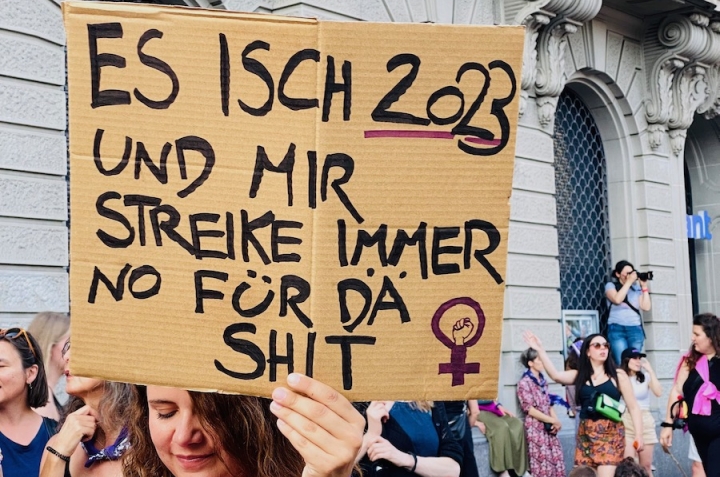 ES ISCH 2023
UND MIR
STREIKE IMMER
NO FÜR DÄ
SHIT